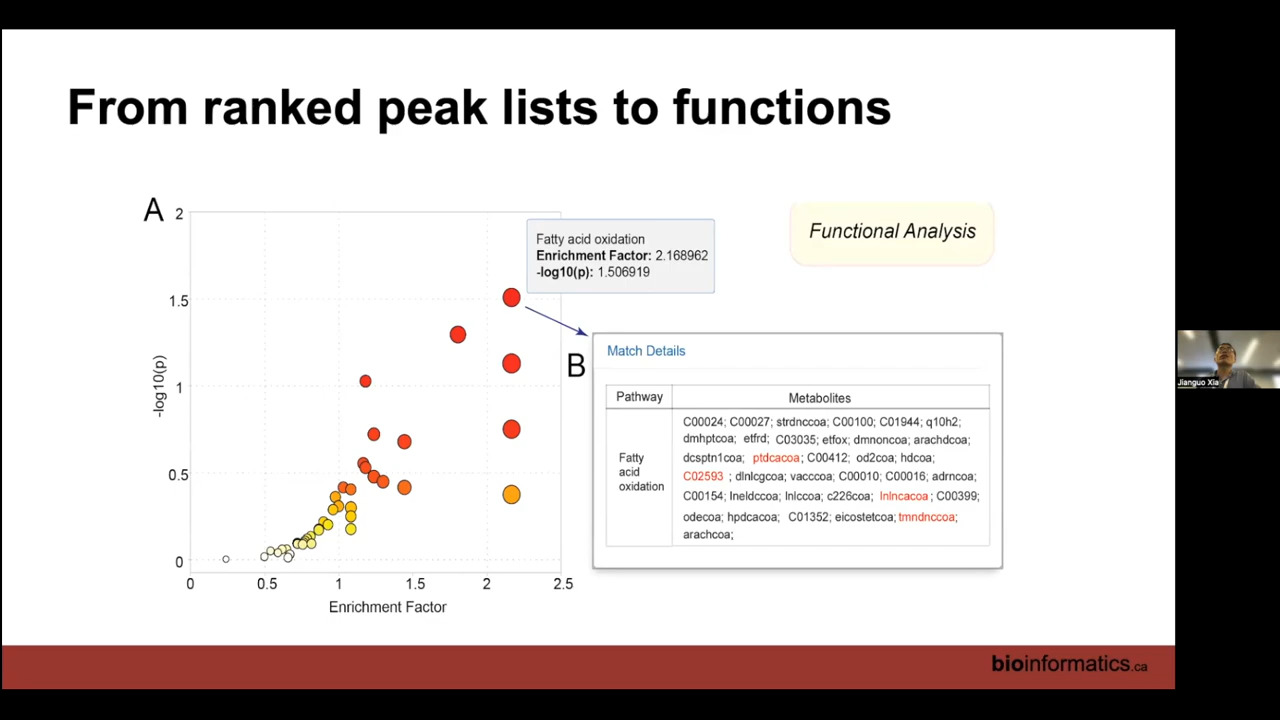 From ranked peak lists to functions
A
2
1.5
1
0.5
0
-log10(p)
0 0.5 1 1.5 2 2.5
Enrichment Factor
Fatty acid oxidation
Enrichment Factor: 2.168962
-log10(p): 1.506919
Functional Analysis
B
Match Details
Pathway Metabolites
Fatty
acid
oxidation
C00024; C00027; strdnccoa; C00100; C01944; q10h2;
dmhptcoa; etfrd; C03035; etfox; dmnoncoa; arachdcoa;
dcsptn1coa; ptdcacoa; C00412; od2coa; hdcoa;
C02593 ; dlnlcgcoa; vacccoa; C00010; C00016; adrncoa;
C00154; lneldccoa; lnlccoa; c226coa; lnlncacoa ; C00399;
odecoa; hpdcacoa; C01352; eicostetcoa; tmndnccoa;
arachcoa;
bioinformatics.ca
Jianguo Xia